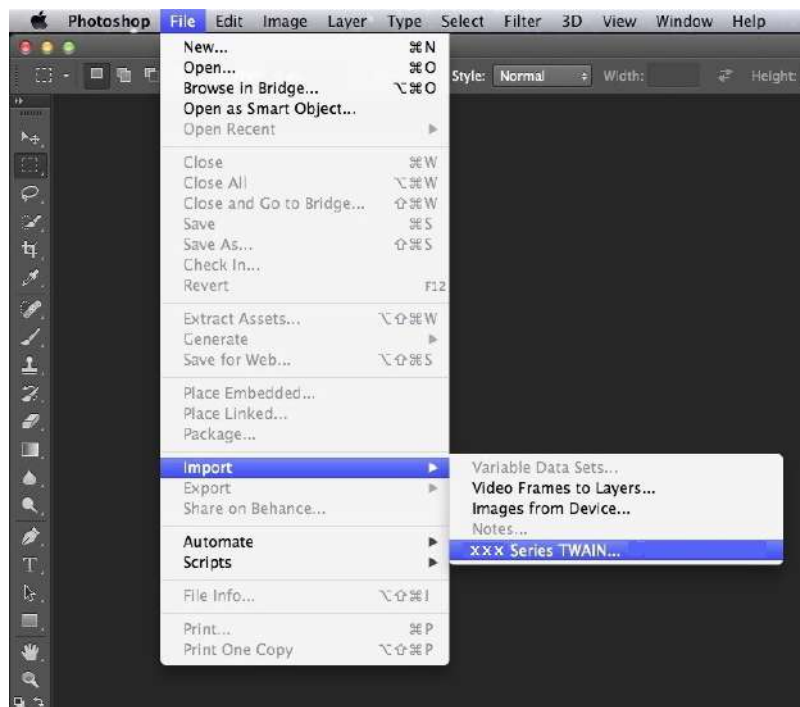 Photoshop File Edit Image Layer Type Select Filter 3D View Window Help
Style: Normal Width: Height:
New... ⌘N
Open... ⌘O
Browse in Bridge... ⌥⌘O
Open as Smart Object...
Open Recent
Close ⌘W
Close All ⌥⌘W
Close and Go to Bridge... ⇧⌘W
Save ⌘S
Save As... ⇧⌘S
Check In...
Revert F12
Extract Assets... ⌥⇧⌘W
Generate
Save for Web... ⌥⇧⌘S
Place Embedded...
Place Linked...
Package...
Import
Export
Share on Behance...
Automate
Scripts
File Info... ⌥⇧⌘I
Print... ⌘P
Print One Copy ⌥⇧⌘P
Variable Data Sets...
Video Frames to Layers...
Images from Device...
Notes...
xxx Series TWAIN...